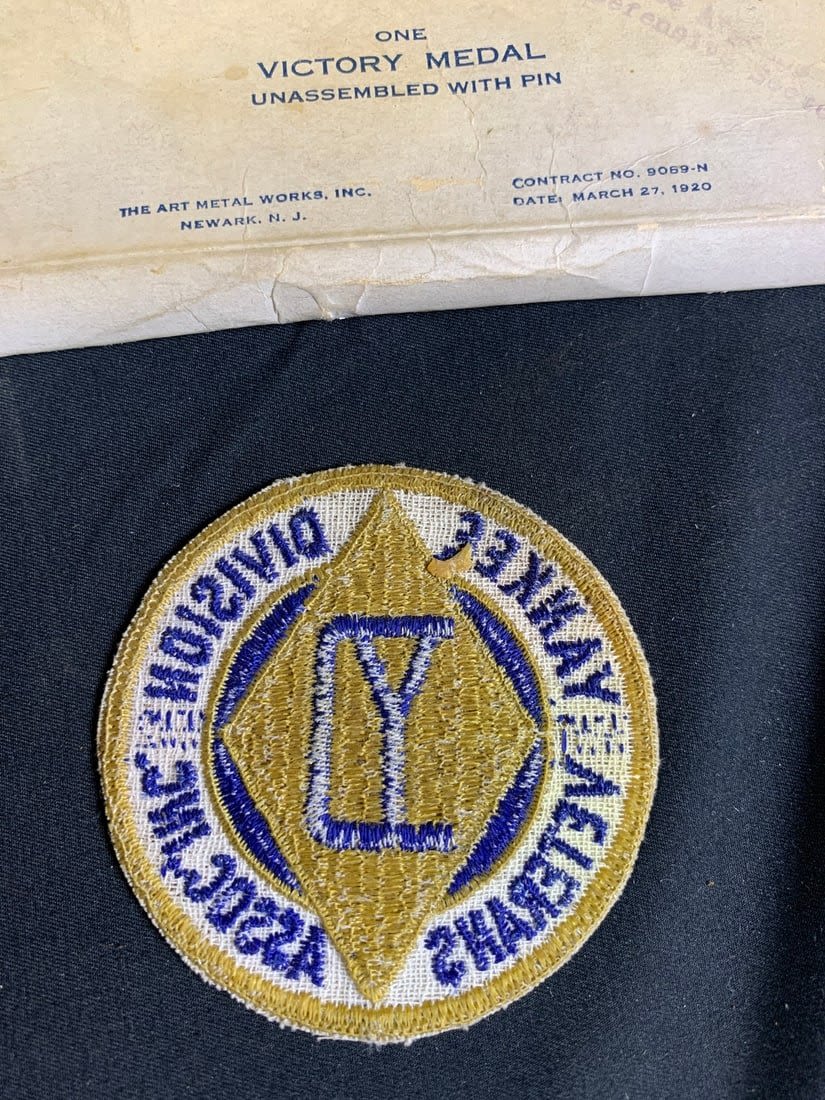 ONE
VICTORY MEDAL
UNASSEMBLED WITH PIN
THE ART METAL WORKS, INC.
NEWARK, N. J.
CONTRACT NO. 9069-N
DATE: MARCH 27, 1920
YANKEE DIVISION
YD
VETERANS ASSOC. INC.